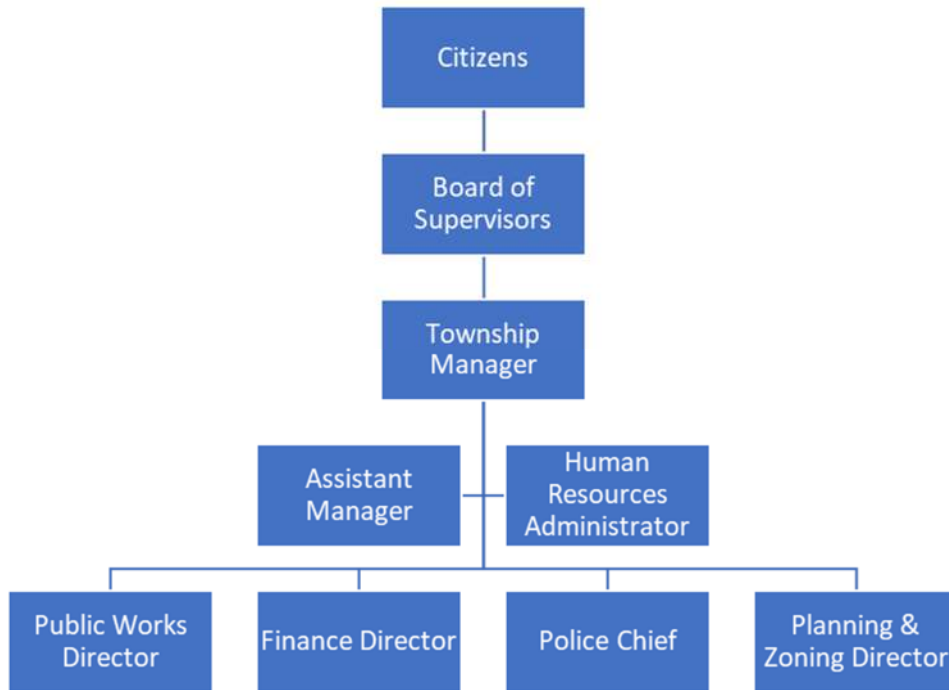 Citizens
Board of
Supervisors
Township
Manager
Assistant
Manager
Human
Resources
Administrator
Public Works
Director
Finance Director
Police Chief
Planning &
Zoning Director